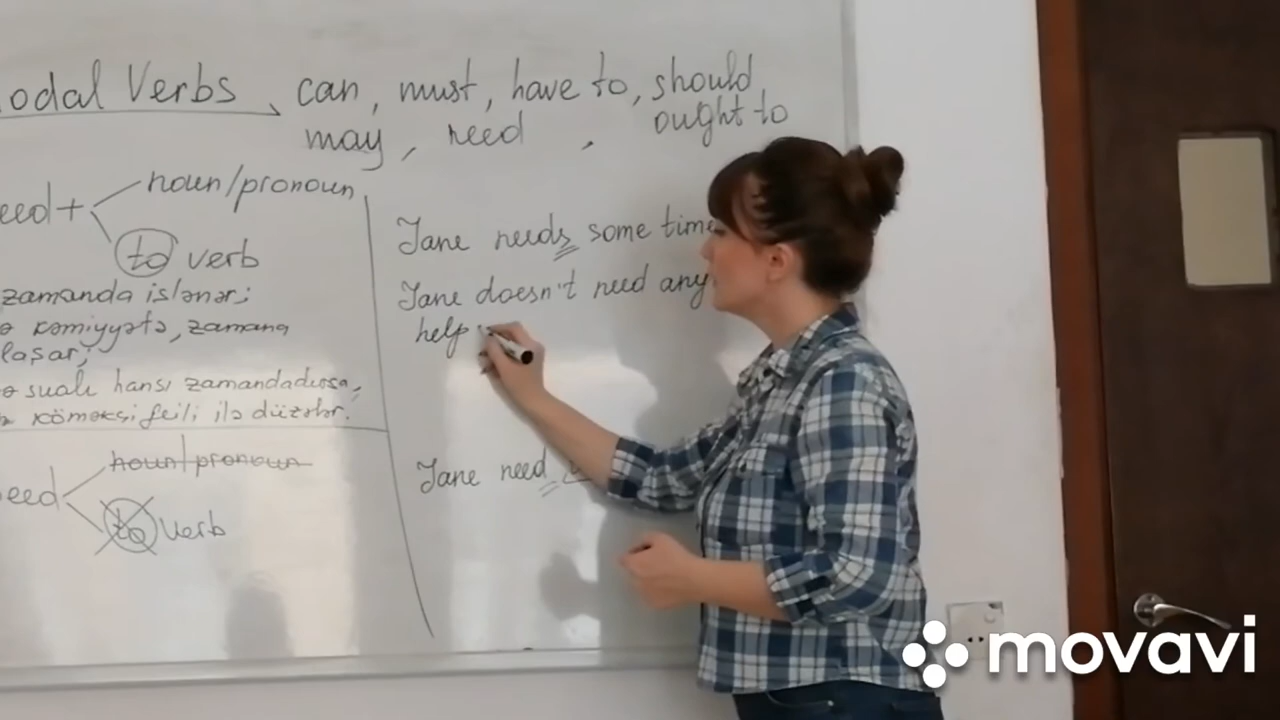 odal Verbs, can, must, have to, should
may, need, ought to
eed + noun/pronoun
to verb
zamanda işlənər;
ə kəmiyyətə, zamana
laşar;
ə sualı hansı zamandadırsa,
köməkçi feili ilə düzələr.
eed noun/pronoun
to verb
Jane needs some time
Jane doesn't need any
help
Jane need
movavi